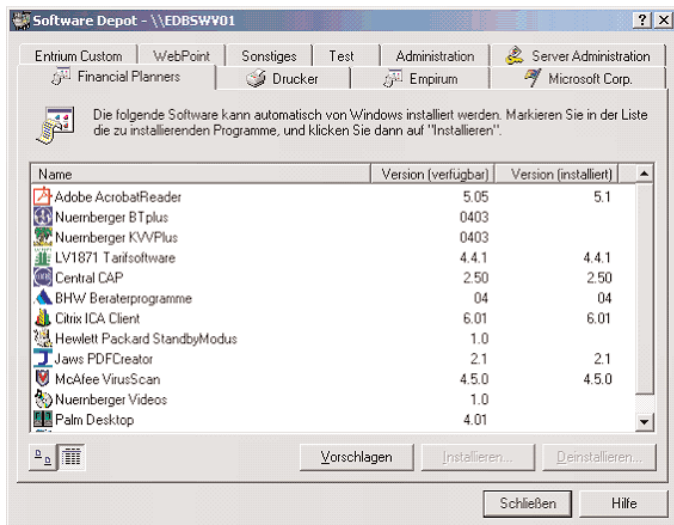 Software Depot - \\EDBSWV01
Entrium Custom WebPoint Sonstiges Test Administration Server Administration
Financial Planners Drucker Empirum Microsoft Corp.
Die folgende Software kann automatisch von Windows installiert werden. Markieren Sie in der Liste
die zu installierenden Programme, und klicken Sie dann auf "Installieren".
Name Version (verfügbar) Version (installiert)
Adobe AcrobatReader 5.05 5.1
Nuernberger BTplus 0403
Nuernberger KVVPlus 0403
LV1871 Tarifsoftware 4.4.1 4.4.1
Central CAP 2.50 2.50
BHW Beraterprogramme 04 04
Citrix ICA Client 6.01 6.01
Hewlett Packard StandbyModus 1.0
Jaws PDFCreator 2.1 2.1
McAfee VirusScan 4.5.0 4.5.0
Nuernberger Videos 1.0
Palm Desktop 4.01
Vorschlagen Installieren... Deinstallieren...
Schließen Hilfe